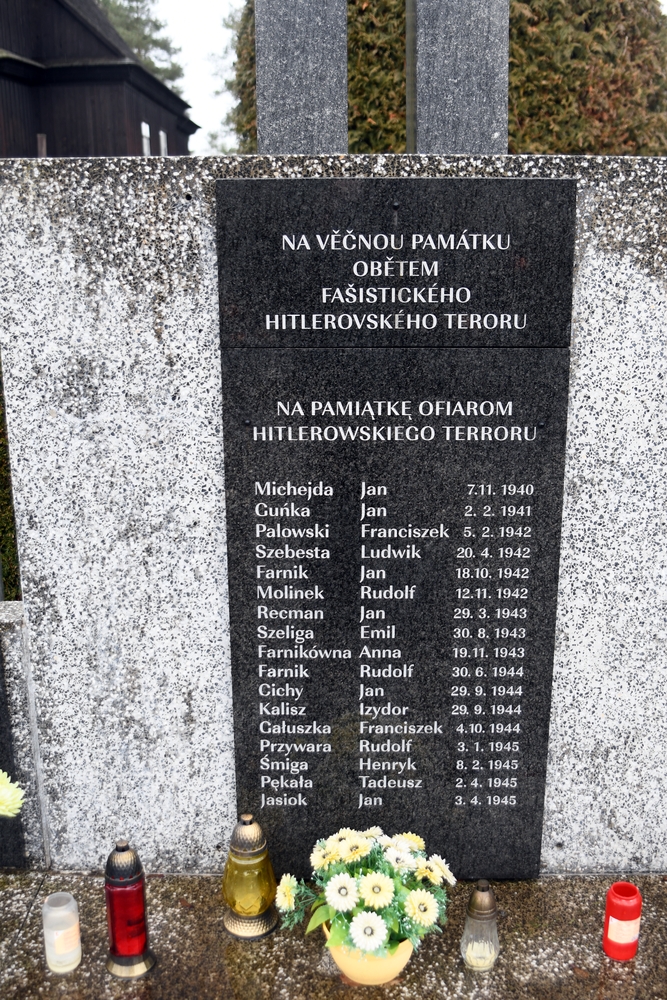 NA VĚČNOU PAMÁTKU
OBĚTEM
FAŠISTICKÉHO
HITLEROVSKÉHO TERORU
NA PAMIĄTKĘ OFIAROM
HITLEROWSKIEGO TERRORU
Michejda Jan 7.11. 1940
Guńka Jan 2. 2. 1941
Palowski Franciszek 5. 2. 1942
Szebesta Ludwik 20. 4. 1942
Farnik Jan 18.10. 1942
Molinek Rudolf 12.11. 1942
Recman Jan 29. 3. 1943
Szeliga Emil 30. 8. 1943
Farnikówna Anna 19.11. 1943
Farnik Rudolf 30. 6. 1944
Cichy Jan 29. 9. 1944
Kalisz Izydor 29. 9. 1944
Gałuszka Franciszek 4.10. 1944
Przywara Rudolf 3. 1. 1945
Śmiga Henryk 8. 2. 1945
Pękała Tadeusz 2. 4. 1945
Jasiok Jan 3. 4. 1945